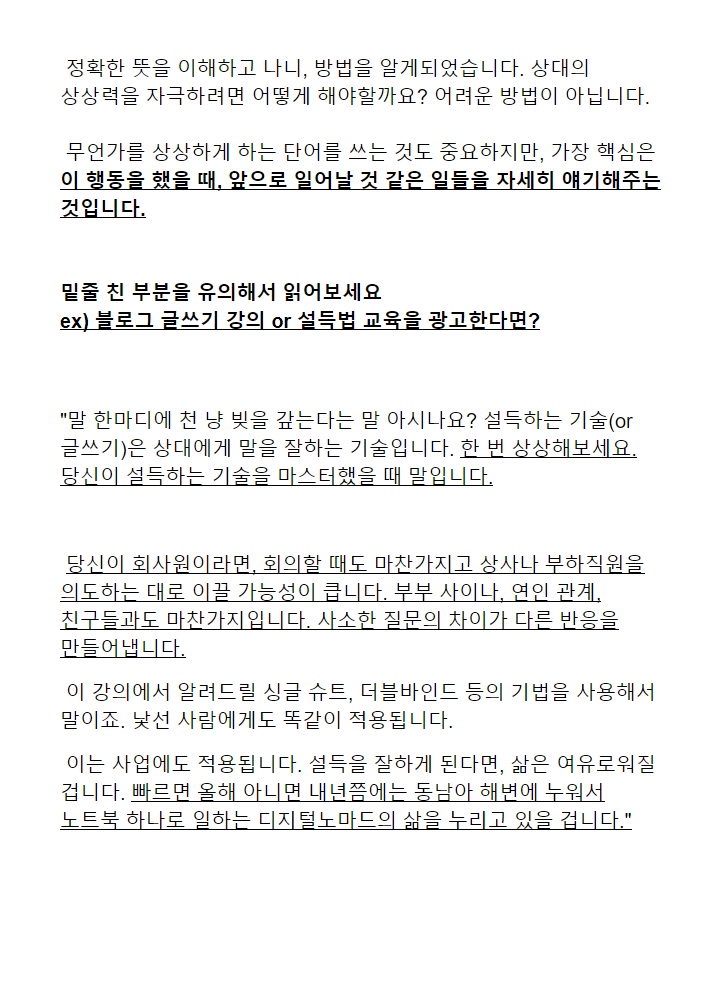 정확한 뜻을 이해하고 나니, 방법을 알게되었습니다. 상대의
상상력을 자극하려면 어떻게 해야할까요? 어려운 방법이 아닙니다.
무언가를 상상하게 하는 단어를 쓰는 것도 중요하지만, 가장 핵심은
이 행동을 했을 때, 앞으로 일어날 것 같은 일들을 자세히 얘기해주는
것입니다.
밑줄 친 부분을 유의해서 읽어보세요
ex) 블로그 글쓰기 강의 or 설득법 교육을 광고한다면?
"말 한마디에 천 냥 빚을 갚는다는 말 아시나요? 설득하는 기술(or
글쓰기)은 상대에게 말을 잘하는 기술입니다. 한 번 상상해보세요.
당신이 설득하는 기술을 마스터했을 때 말입니다.
당신이 회사원이라면, 회의할 때도 마찬가지고 상사나 부하직원을
의도하는 대로 이끌 가능성이 큽니다. 부부 사이나, 연인 관계,
친구들과도 마찬가지입니다. 사소한 질문의 차이가 다른 반응을
만들어냅니다.
이 강의에서 알려드릴 싱글 슈트, 더블바인드 등의 기법을 사용해서
말이죠. 낯선 사람에게도 똑같이 적용됩니다.
이는 사업에도 적용됩니다. 설득을 잘하게 된다면, 삶은 여유로워질
겁니다. 빠르면 올해 아니면 내년쯤에는 동남아 해변에 누워서
노트북 하나로 일하는 디지털노마드의 삶을 누리고 있을 겁니다."